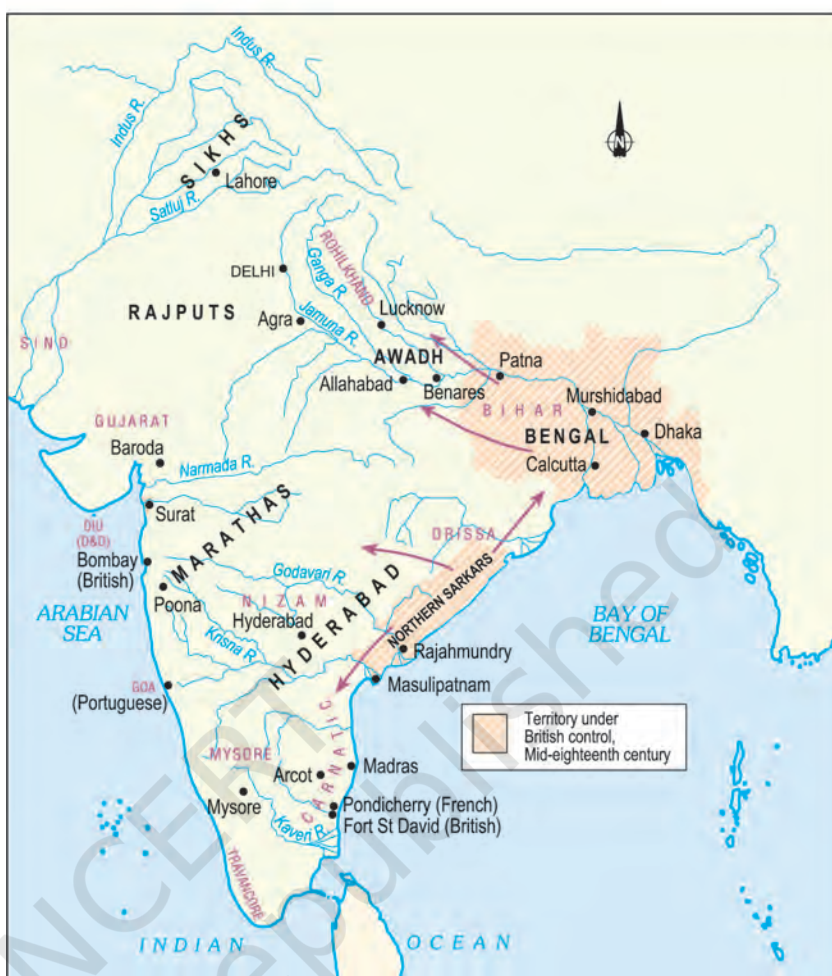 Indus R.
Indus R.
SIKHS
Lahore
Satluj R.
N
DELHI
ROHILKHAND
Ganga R.
RAJPUTS
Agra
Jamuna R.
Lucknow
SIND
AWADH
Patna
Allahabad
Benares
Murshidabad
BIHAR
GUJARAT
BENGAL
Dhaka
Baroda
Calcutta
Narmada R.
Surat
MARATHAS
DIU
(D&D)
ORISSA
Bombay
(British)
Godavari R.
ARABIAN
SEA
Poona
NIZAM
Hyderabad
HYDERABAD
NORTHERN SARKARS
BAY OF
BENGAL
Krisna R.
Rajahmundry
GOA
(Portuguese)
Masulipatnam
Territory under
British control,
Mid-eighteenth century
CARNATIC
MYSORE
Madras
Arcot
Mysore
Pondicherry (French)
Fort St David (British)
Kaveri R.
TRAVANCORE
INDIAN OCEAN
NCERT
republished